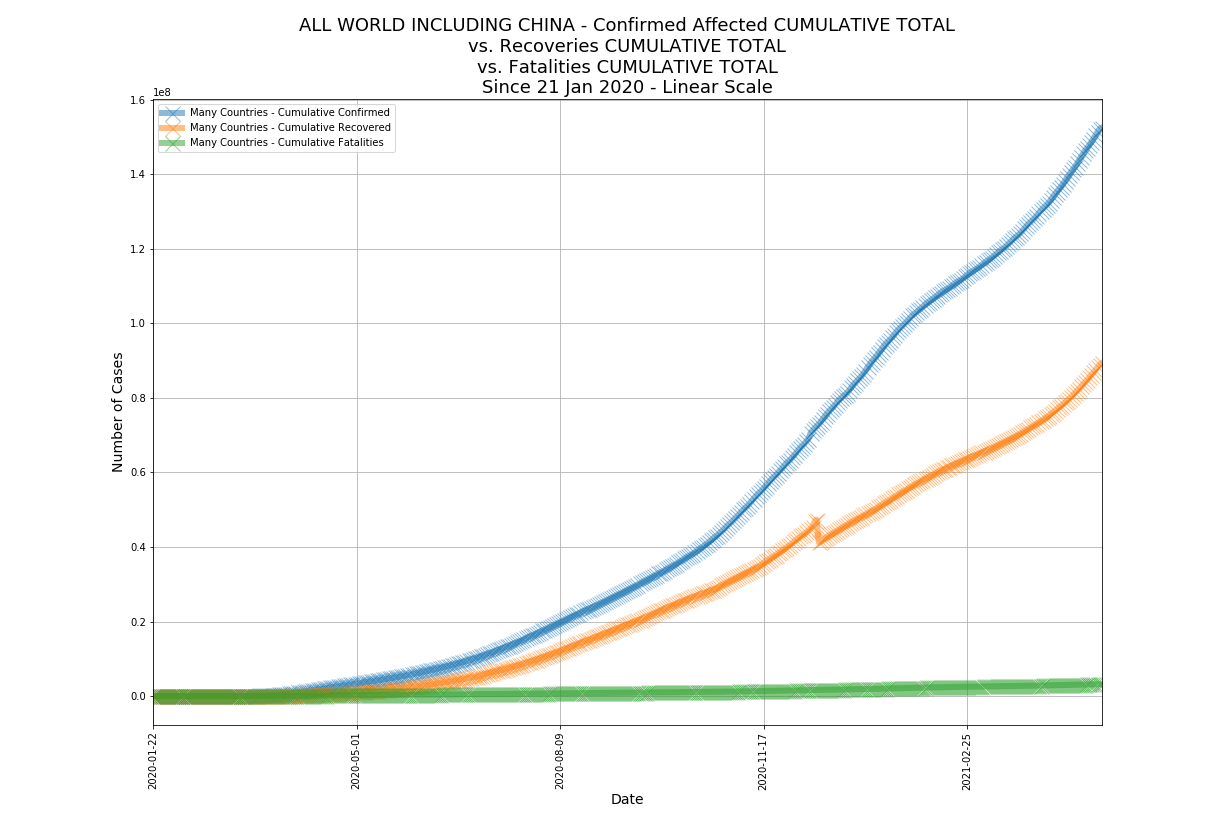 ALL WORLD INCLUDING CHINA - Confirmed Affected CUMULATIVE TOTAL
vs. Recoveries CUMULATIVE TOTAL
vs. Fatalities CUMULATIVE TOTAL
Since 21 Jan 2020 - Linear Scale
1e8
Many Countries - Cumulative Confirmed
Many Countries - Cumulative Recovered
Many Countries - Cumulative Fatalities
Number of Cases
1.6
1.4
1.2
1.0
0.8
0.6
0.4
0.2
0.0
2020-01-22
2020-05-01
2020-08-09
2020-11-17
2021-02-25
Date